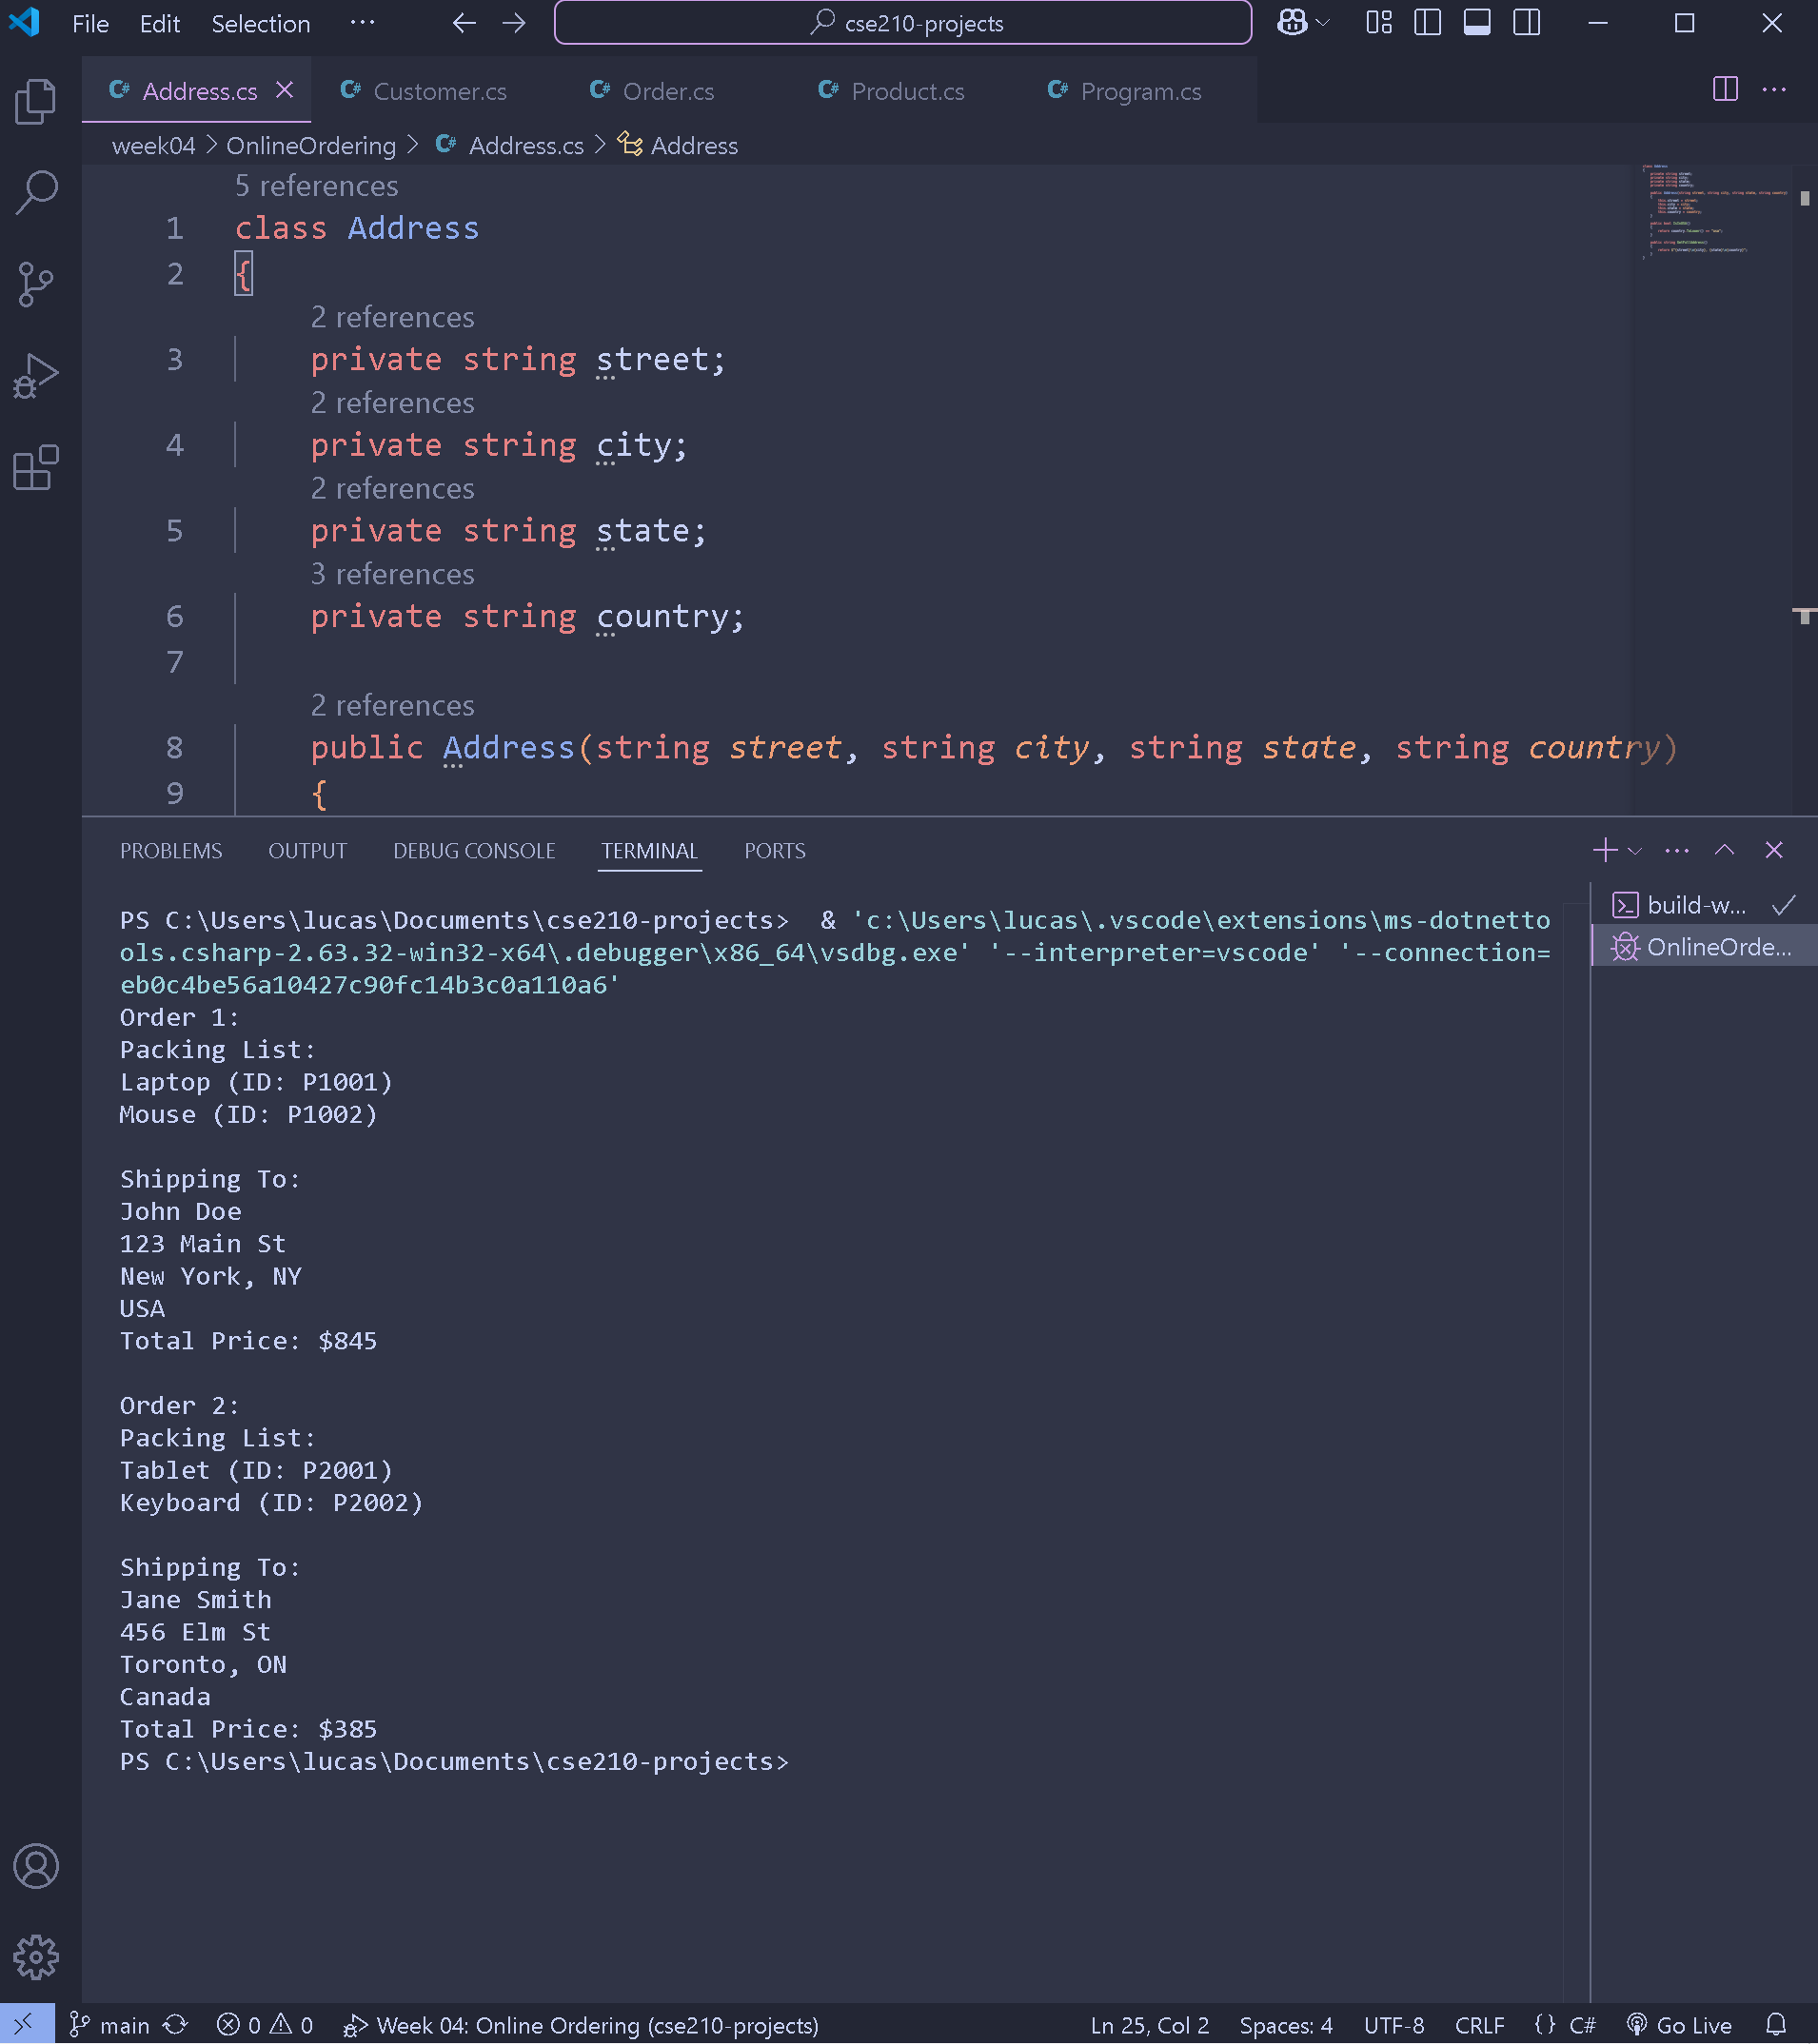 File Edit Selection ··· cse210-projects
Address.cs Customer.cs Order.cs Product.cs Program.cs
week04 > OnlineOrdering > Address.cs > Address
5 references
1 class Address
2 {
2 references
3 private string street;
2 references
4 private string city;
2 references
5 private string state;
3 references
6 private string country;
7
2 references
8 public Address(string street, string city, string state, string country)
9 {
PROBLEMS OUTPUT DEBUG CONSOLE TERMINAL PORTS
build-w...
OnlineOrde...
PS C:\Users\lucas\Documents\cse210-projects>  & 'c:\Users\lucas\.vscode\extensions\ms-dotnetto
ols.csharp-2.63.32-win32-x64\.debugger\x86_64\vsdbg.exe' '--interpreter=vscode' '--connection=
eb0c4be56a10427c90fc14b3c0a110a6'
Order 1:
Packing List:
Laptop (ID: P1001)
Mouse (ID: P1002)
Shipping To:
John Doe
123 Main St
New York, NY
USA
Total Price: $845
Order 2:
Packing List:
Tablet (ID: P2001)
Keyboard (ID: P2002)
Shipping To:
Jane Smith
456 Elm St
Toronto, ON
Canada
Total Price: $385
PS C:\Users\lucas\Documents\cse210-projects>
main 0 0 Week 04: Online Ordering (cse210-projects) Ln 25, Col 2 Spaces: 4 UTF-8 CRLF {} C# Go Live